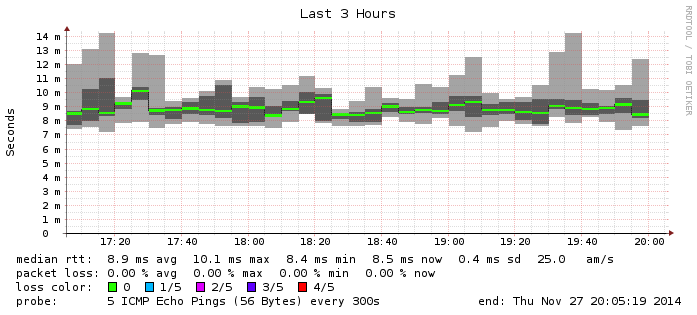 Last 3 Hours
RRDTOOL / TOBI OETIKER
Seconds
14 m
13 m
12 m
11 m
10 m
9 m
8 m
7 m
6 m
5 m
4 m
3 m
2 m
1 m
0
17:20 17:40 18:00 18:20 18:40 19:00 19:20 19:40 20:00
median rtt: 8.9 ms avg 10.1 ms max 8.4 ms min 8.5 ms now 0.4 ms sd 25.0 am/s
packet loss: 0.00 % avg 0.00 % max 0.00 % min 0.00 % now
loss color: 0 1/5 2/5 3/5 4/5
probe: 5 ICMP Echo Pings (56 Bytes) every 300s end: Thu Nov 27 20:05:19 2014